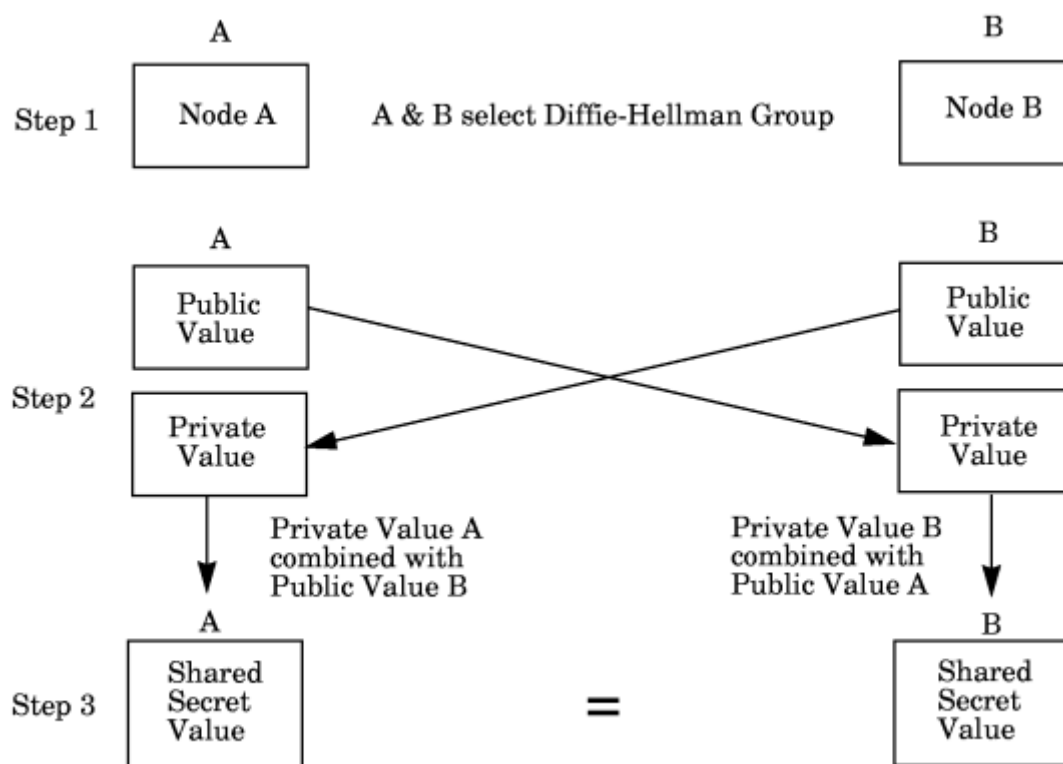 A
B
Step 1
Node A
A & B select Diffie-Hellman Group
Node B
A
B
Public
Value
Public
Value
Step 2
Private
Value
Private
Value
Private Value A
combined with
Public Value B
Private Value B
combined with
Public Value A
A
B
Step 3
Shared
Secret
Value
=
Shared
Secret
Value